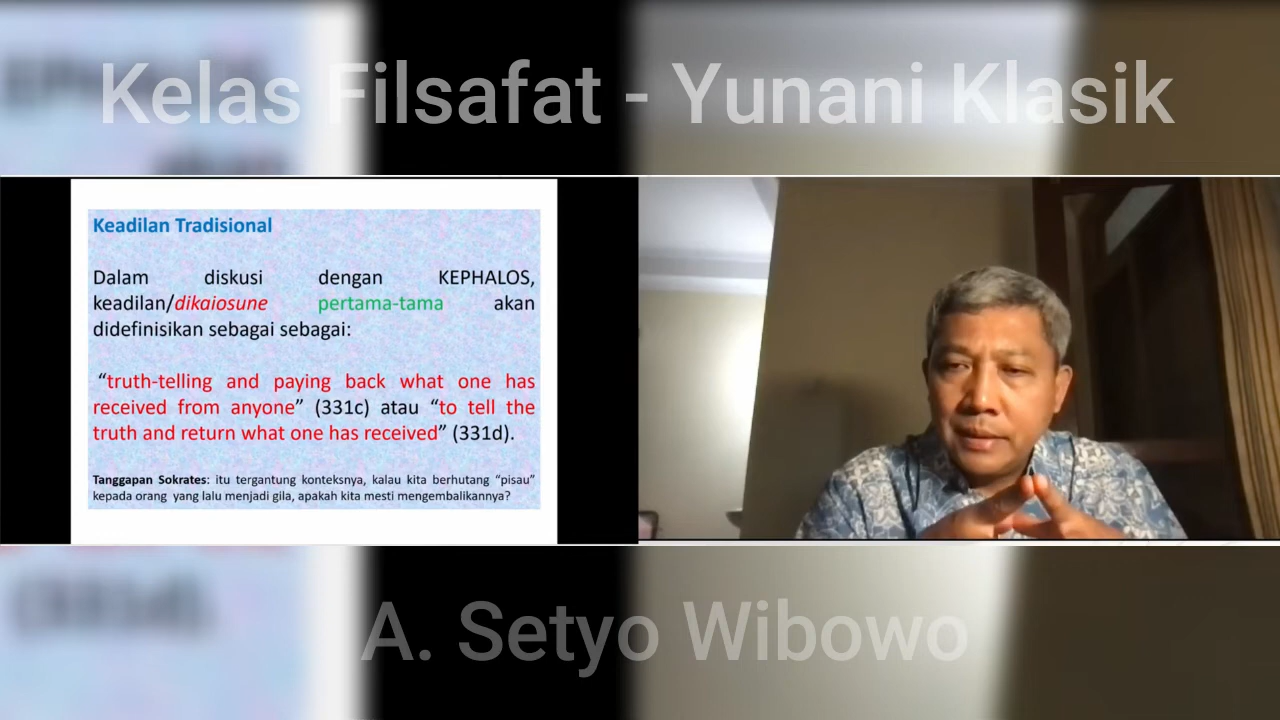 Kelas Filsafat - Yunani Klasik
Keadilan Tradisional
Dalam diskusi dengan KEPHALOS,
keadilan/dikaiosune pertama-tama akan
didefinisikan sebagai sebagai:
“truth-telling and paying back what one has
received from anyone” (331c) atau “to tell the
truth and return what one has received” (331d).
Tanggapan Sokrates: itu tergantung konteksnya, kalau kita berhutang “pisau”
kepada orang yang lalu menjadi gila, apakah kita mesti mengembalikannya?
A. Setyo Wibowo